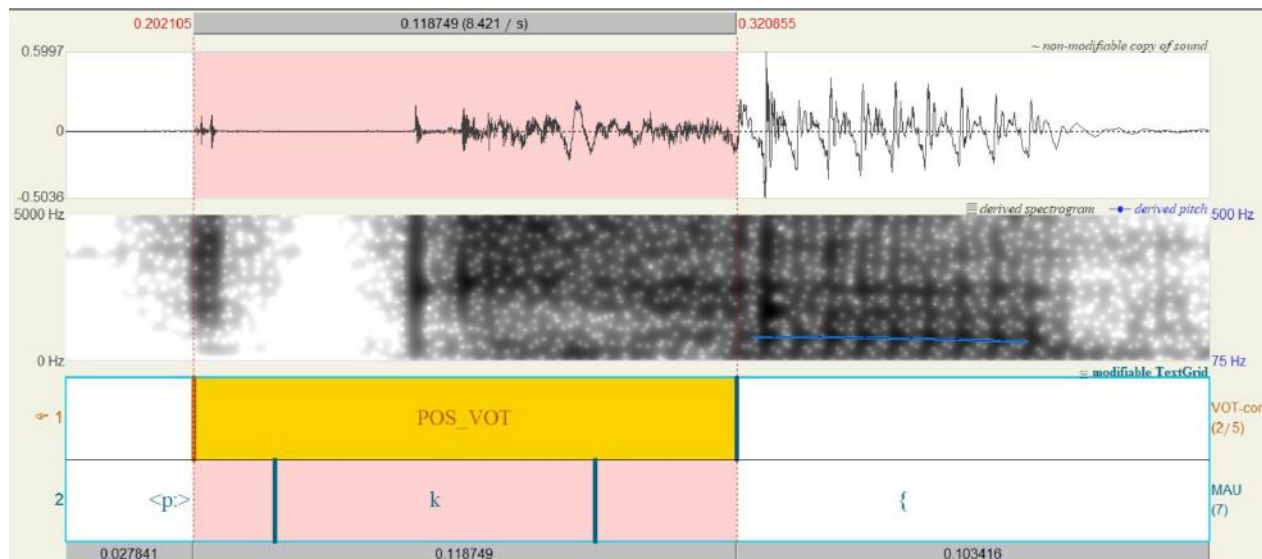 0.202105 0.118749 (8.421 / s) 0.320855
0.5997 ~ non-modifiable copy of sound
0
-0.5036
5000 Hz derived spectrogram derived pitch 500 Hz
0 Hz 75 Hz
modifiable TextGrid
1 POS_VOT VOT-cor
(2/5)
2 <p:> k { MAU
(7)
0.027841 0.118749 0.103416